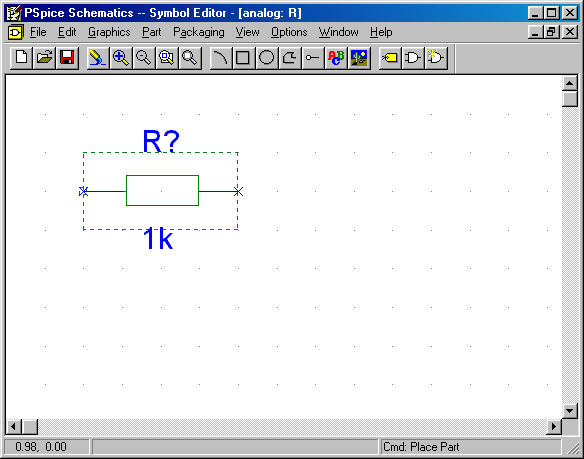 PSpice Schematics -- Symbol Editor - [analog: R]
File Edit Graphics Part Packaging View Options Window Help
ABC
R?
1k
0.98, 0.00
Cmd: Place Part